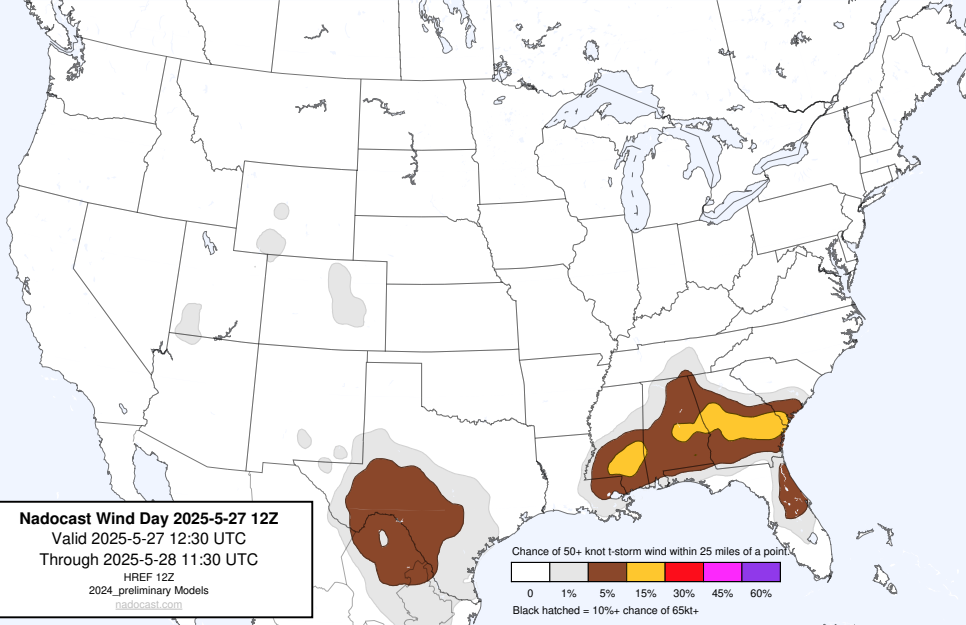 Nadocast Wind Day 2025-5-27 12Z
Valid 2025-5-27 12:30 UTC
Through 2025-5-28 11:30 UTC
HREF 12Z
2024_preliminary Models
nadocast.com
Chance of 50+ knot t-storm wind within 25 miles of a point.
0 1% 5% 15% 30% 45% 60%
Black hatched = 10%+ chance of 65kt+